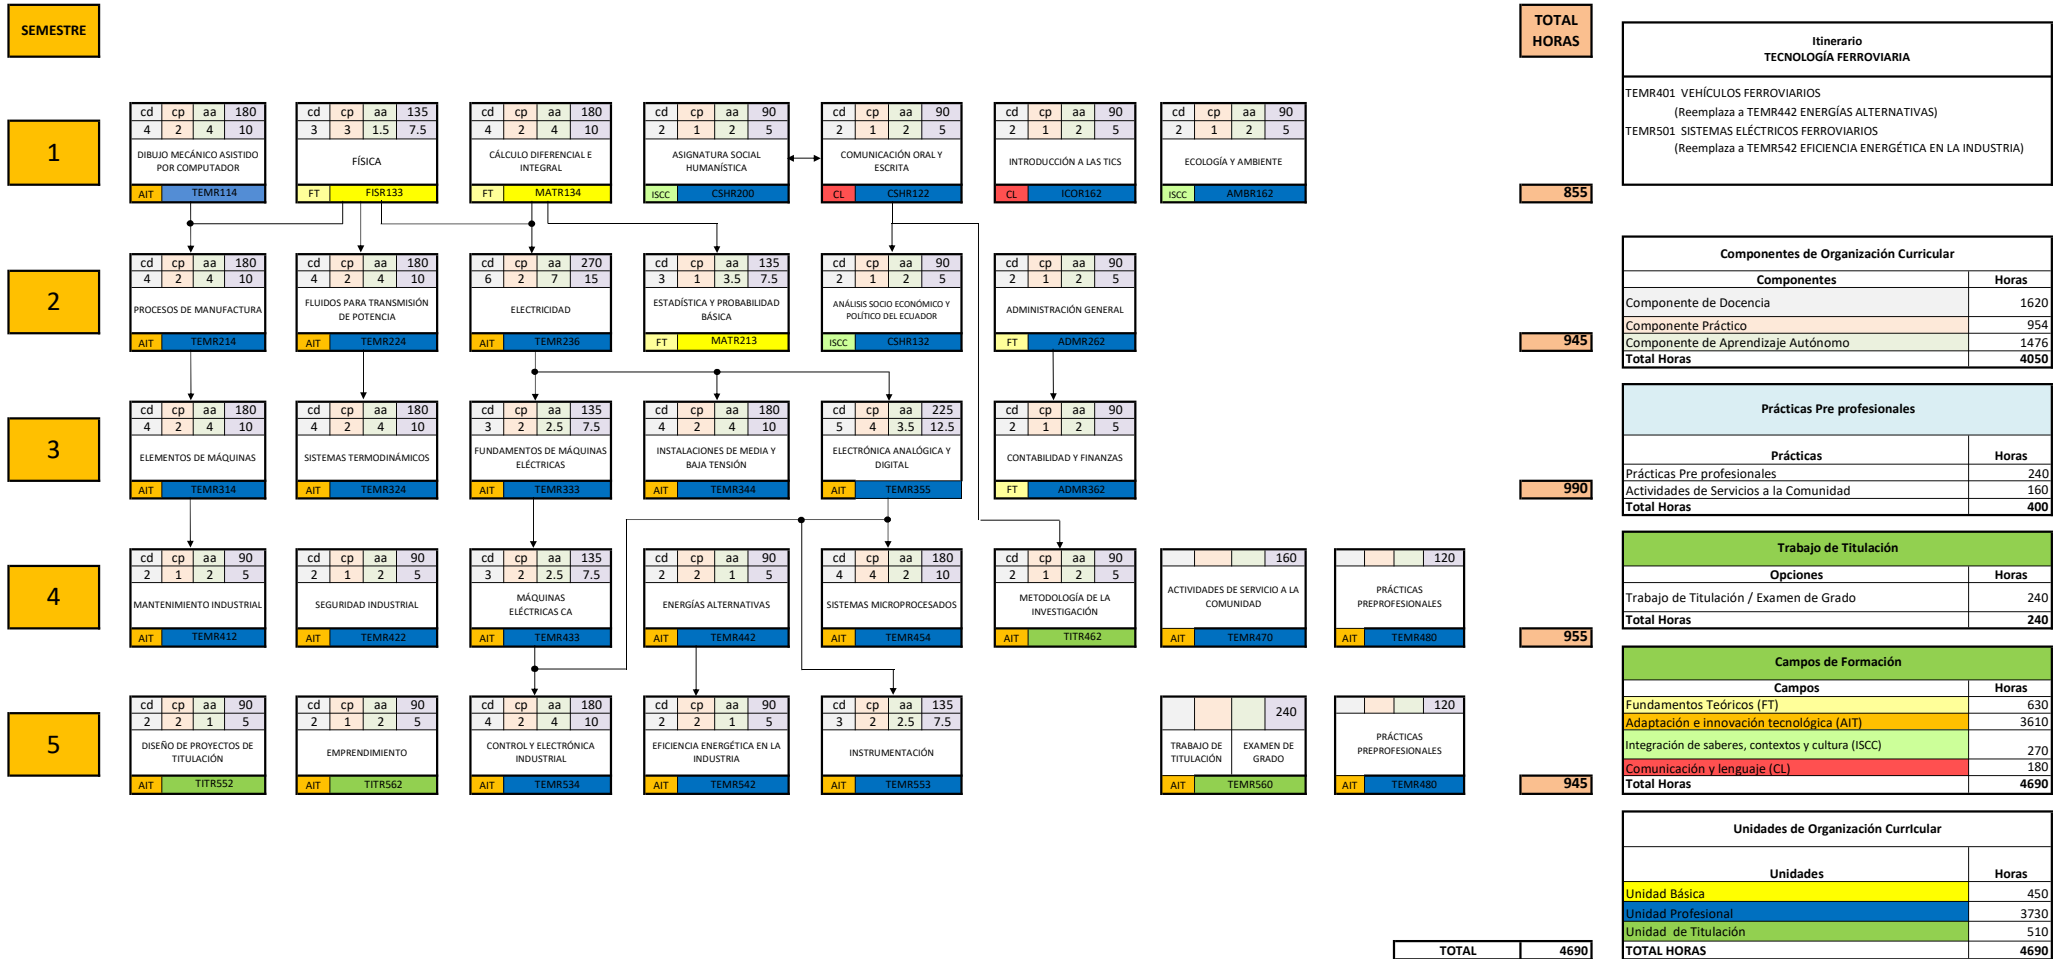 SEMESTRE
TOTAL
HORAS
Itinerario
TECNOLOGÍA FERROVIARIA
TEMR401 VEHÍCULOS FERROVIARIOS
(Reemplaza a TEMR442 ENERGÍAS ALTERNATIVAS)
TEMR501 SISTEMAS ELÉCTRICOS FERROVIARIOS
(Reemplaza a TEMR542 EFICIENCIA ENERGÉTICA EN LA INDUSTRIA)
1
cd cp aa 180
4 2 4 10
DIBUJO MECÁNICO ASISTIDO
POR COMPUTADOR
AIT TEMR114
cd cp aa 135
3 3 1.5 7.5
FÍSICA
FT FISR133
cd cp aa 180
4 2 4 10
CÁLCULO DIFERENCIAL E
INTEGRAL
FT MATR134
cd cp aa 90
2 1 2 5
ASIGNATURA SOCIAL
HUMANÍSTICA
ISCC CSHR200
cd cp aa 90
2 1 2 5
COMUNICACIÓN ORAL Y
ESCRITA
CL CSHR122
cd cp aa 90
2 1 2 5
INTRODUCCIÓN A LAS TICS
CL ICOR162
cd cp aa 90
2 1 2 5
ECOLOGÍA Y AMBIENTE
ISCC AMBR162
855
2
cd cp aa 180
4 2 4 10
PROCESOS DE MANUFACTURA
AIT TEMR214
cd cp aa 180
4 2 4 10
FLUIDOS PARA TRANSMISIÓN
DE POTENCIA
AIT TEMR224
cd cp aa 270
6 2 7 15
ELECTRICIDAD
AIT TEMR236
cd cp aa 135
3 1 3.5 7.5
ESTADÍSTICA Y PROBABILIDAD
BÁSICA
FT MATR213
cd cp aa 90
2 1 2 5
ANÁLISIS SOCIO ECONÓMICO Y
POLÍTICO DEL ECUADOR
ISCC CSHR132
cd cp aa 90
2 1 2 5
ADMINISTRACIÓN GENERAL
FT ADMR262
945
3
cd cp aa 180
4 2 4 10
ELEMENTOS DE MÁQUINAS
AIT TEMR314
cd cp aa 180
4 2 4 10
SISTEMAS TERMODINÁMICOS
AIT TEMR324
cd cp aa 135
3 2 2.5 7.5
FUNDAMENTOS DE MÁQUINAS
ELÉCTRICAS
AIT TEMR333
cd cp aa 180
4 2 4 10
INSTALACIONES DE MEDIA Y
BAJA TENSIÓN
AIT TEMR344
cd cp aa 225
5 4 3.5 12.5
ELECTRÓNICA ANALÓGICA Y
DIGITAL
AIT TEMR355
cd cp aa 90
2 1 2 5
CONTABILIDAD Y FINANZAS
FT ADMR362
990
4
cd cp aa 90
2 1 2 5
MANTENIMIENTO INDUSTRIAL
AIT TEMR412
cd cp aa 90
2 1 2 5
SEGURIDAD INDUSTRIAL
AIT TEMR422
cd cp aa 135
3 2 2.5 7.5
MÁQUINAS
ELÉCTRICAS CA
AIT TEMR433
cd cp aa 90
2 2 1 5
ENERGÍAS ALTERNATIVAS
AIT TEMR442
cd cp aa 180
4 4 2 10
SISTEMAS MICROPROCESADOS
AIT TEMR454
cd cp aa 90
2 1 2 5
METODOLOGÍA DE LA
INVESTIGACIÓN
AIT TITR462
160
ACTIVIDADES DE SERVICIO A LA
COMUNIDAD
AIT TEMR470
120
PRÁCTICAS
PREPROFESIONALES
AIT TEMR480
955
5
cd cp aa 90
2 2 1 5
DISEÑO DE PROYECTOS DE
TITULACIÓN
AIT TITR552
cd cp aa 90
2 1 2 5
EMPRENDIMIENTO
AIT TITR562
cd cp aa 180
4 2 4 10
CONTROL Y ELECTRÓNICA
INDUSTRIAL
AIT TEMR534
cd cp aa 90
2 2 1 5
EFICIENCIA ENERGÉTICA EN LA
INDUSTRIA
AIT TEMR542
cd cp aa 135
3 2 2.5 7.5
INSTRUMENTACIÓN
AIT TEMR553
240
TRABAJO DE EXAMEN DE
TITULACIÓN GRADO
AIT TEMR560
120
PRÁCTICAS
PREPROFESIONALES
AIT TEMR480
945
Componentes de Organización Curricular
Componentes Horas
Componente de Docencia 1620
Componente Práctico 954
Componente de Aprendizaje Autónomo 1476
Total Horas 4050
Prácticas Pre profesionales
Prácticas Horas
Prácticas Pre profesionales 240
Actividades de Servicios a la Comunidad 160
Total Horas 400
Trabajo de Titulación
Opciones Horas
Trabajo de Titulación / Examen de Grado 240
Total Horas 240
Campos de Formación
Campos Horas
Fundamentos Teóricos (FT) 630
Adaptación e innovación tecnológica (AIT) 3610
Integración de saberes, contextos y cultura (ISCC) 270
Comunicación y lenguaje (CL) 180
Total Horas 4690
Unidades de Organización CurrIcular
Unidades Horas
Unidad Básica 450
Unidad Profesional 3730
Unidad de Titulación 510
TOTAL HORAS 4690
TOTAL 4690